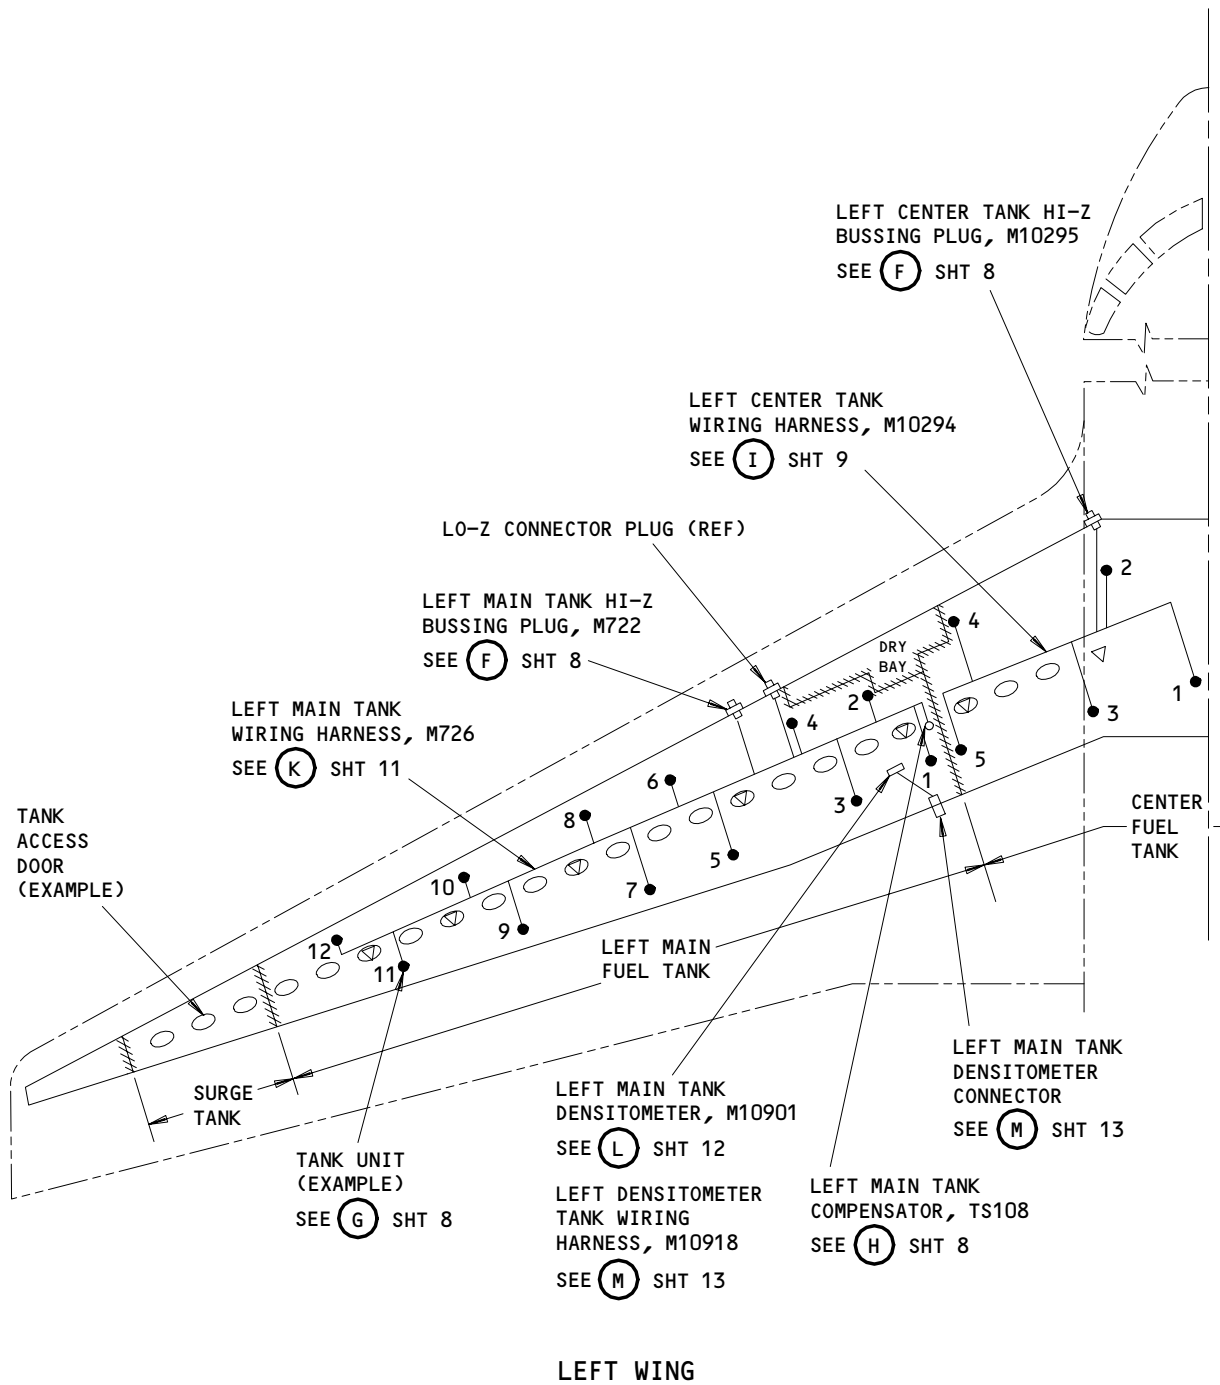 LEFT CENTER TANK HI-Z
BUSSING PLUG, M10295
SEE F SHT 8
LEFT CENTER TANK
WIRING HARNESS, M10294
SEE I SHT 9
LO-Z CONNECTOR PLUG (REF)
LEFT MAIN TANK HI-Z
BUSSING PLUG, M722
SEE F SHT 8
LEFT MAIN TANK
WIRING HARNESS, M726
SEE K SHT 11
TANK
ACCESS
DOOR
(EXAMPLE)
2
4
DRY
BAY
1
3
2
4
5
1
3
6
8
5
7
10
9
12
11
CENTER
FUEL
TANK
LEFT MAIN
FUEL TANK
SURGE
TANK
TANK UNIT
(EXAMPLE)
SEE G SHT 8
LEFT MAIN TANK
DENSITOMETER, M10901
SEE L SHT 12
LEFT DENSITOMETER
TANK WIRING
HARNESS, M10918
SEE M SHT 13
LEFT MAIN TANK
COMPENSATOR, TS108
SEE H SHT 8
LEFT MAIN TANK
DENSITOMETER
CONNECTOR
SEE M SHT 13
LEFT WING